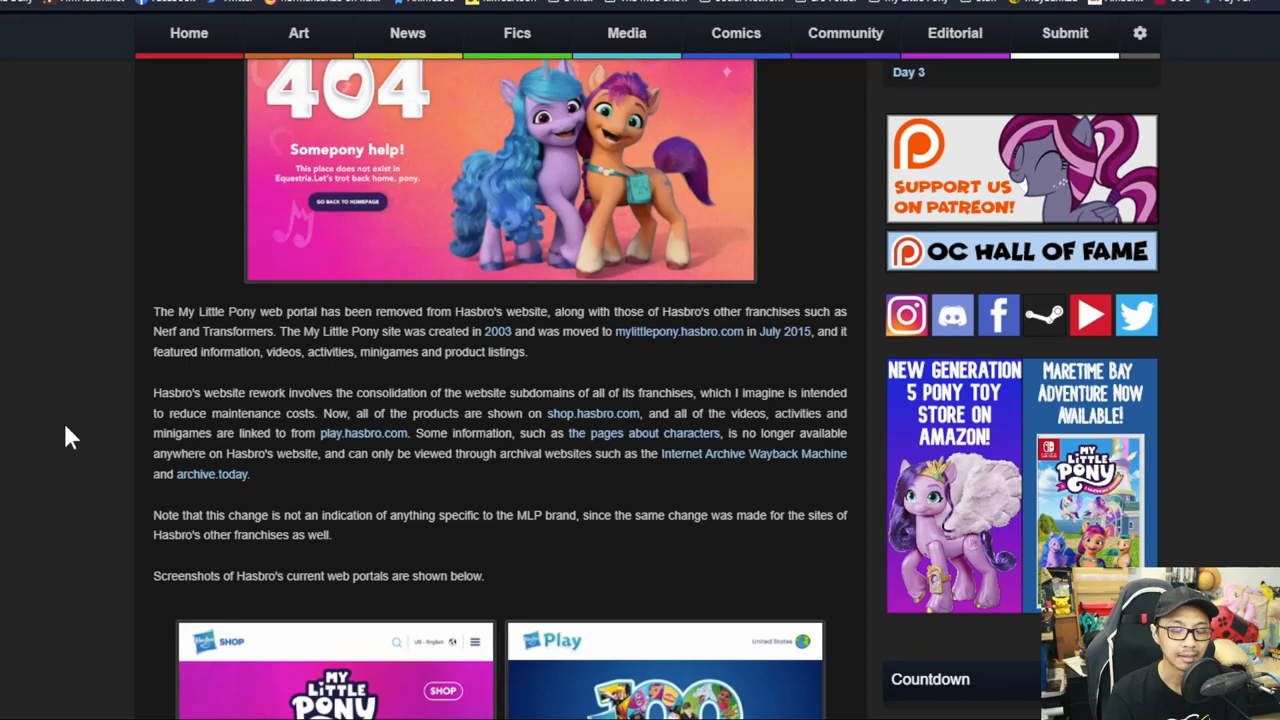 Home Art News Fics Media Comics Community Editorial Submit
Day 3
404
Somepony help!
This place does not exist in
Equestria.Let's trot back home, pony.
GO BACK TO HOMEPAGE
The My Little Pony web portal has been removed from Hasbro's website, along with those of Hasbro's other franchises such as
Nerf and Transformers. The My Little Pony site was created in 2003 and was moved to mylittlepony.hasbro.com in July 2015, and it
featured information, videos, activities, minigames and product listings.
Hasbro's website rework involves the consolidation of the website subdomains of all of its franchises, which I imagine is intended
to reduce maintenance costs. Now, all of the products are shown on shop.hasbro.com, and all of the videos, activities and
minigames are linked to from play.hasbro.com. Some information, such as the pages about characters, is no longer available
anywhere on Hasbro's website, and can only be viewed through archival websites such as the Internet Archive Wayback Machine
and archive.today.
Note that this change is not an indication of anything specific to the MLP brand, since the same change was made for the sites of
Hasbro's other franchises as well.
Screenshots of Hasbro's current web portals are shown below.
SHOP
US - English
MY
LITTLE
PONY
SHOP
Play
United States
SUPPORT US
ON PATREON!
OC HALL OF FAME
NEW GENERATION
5 PONY TOY
STORE ON
AMAZON!
MARETIME BAY
ADVENTURE NOW
AVAILABLE!
MY LITTLE
PONY
Countdown